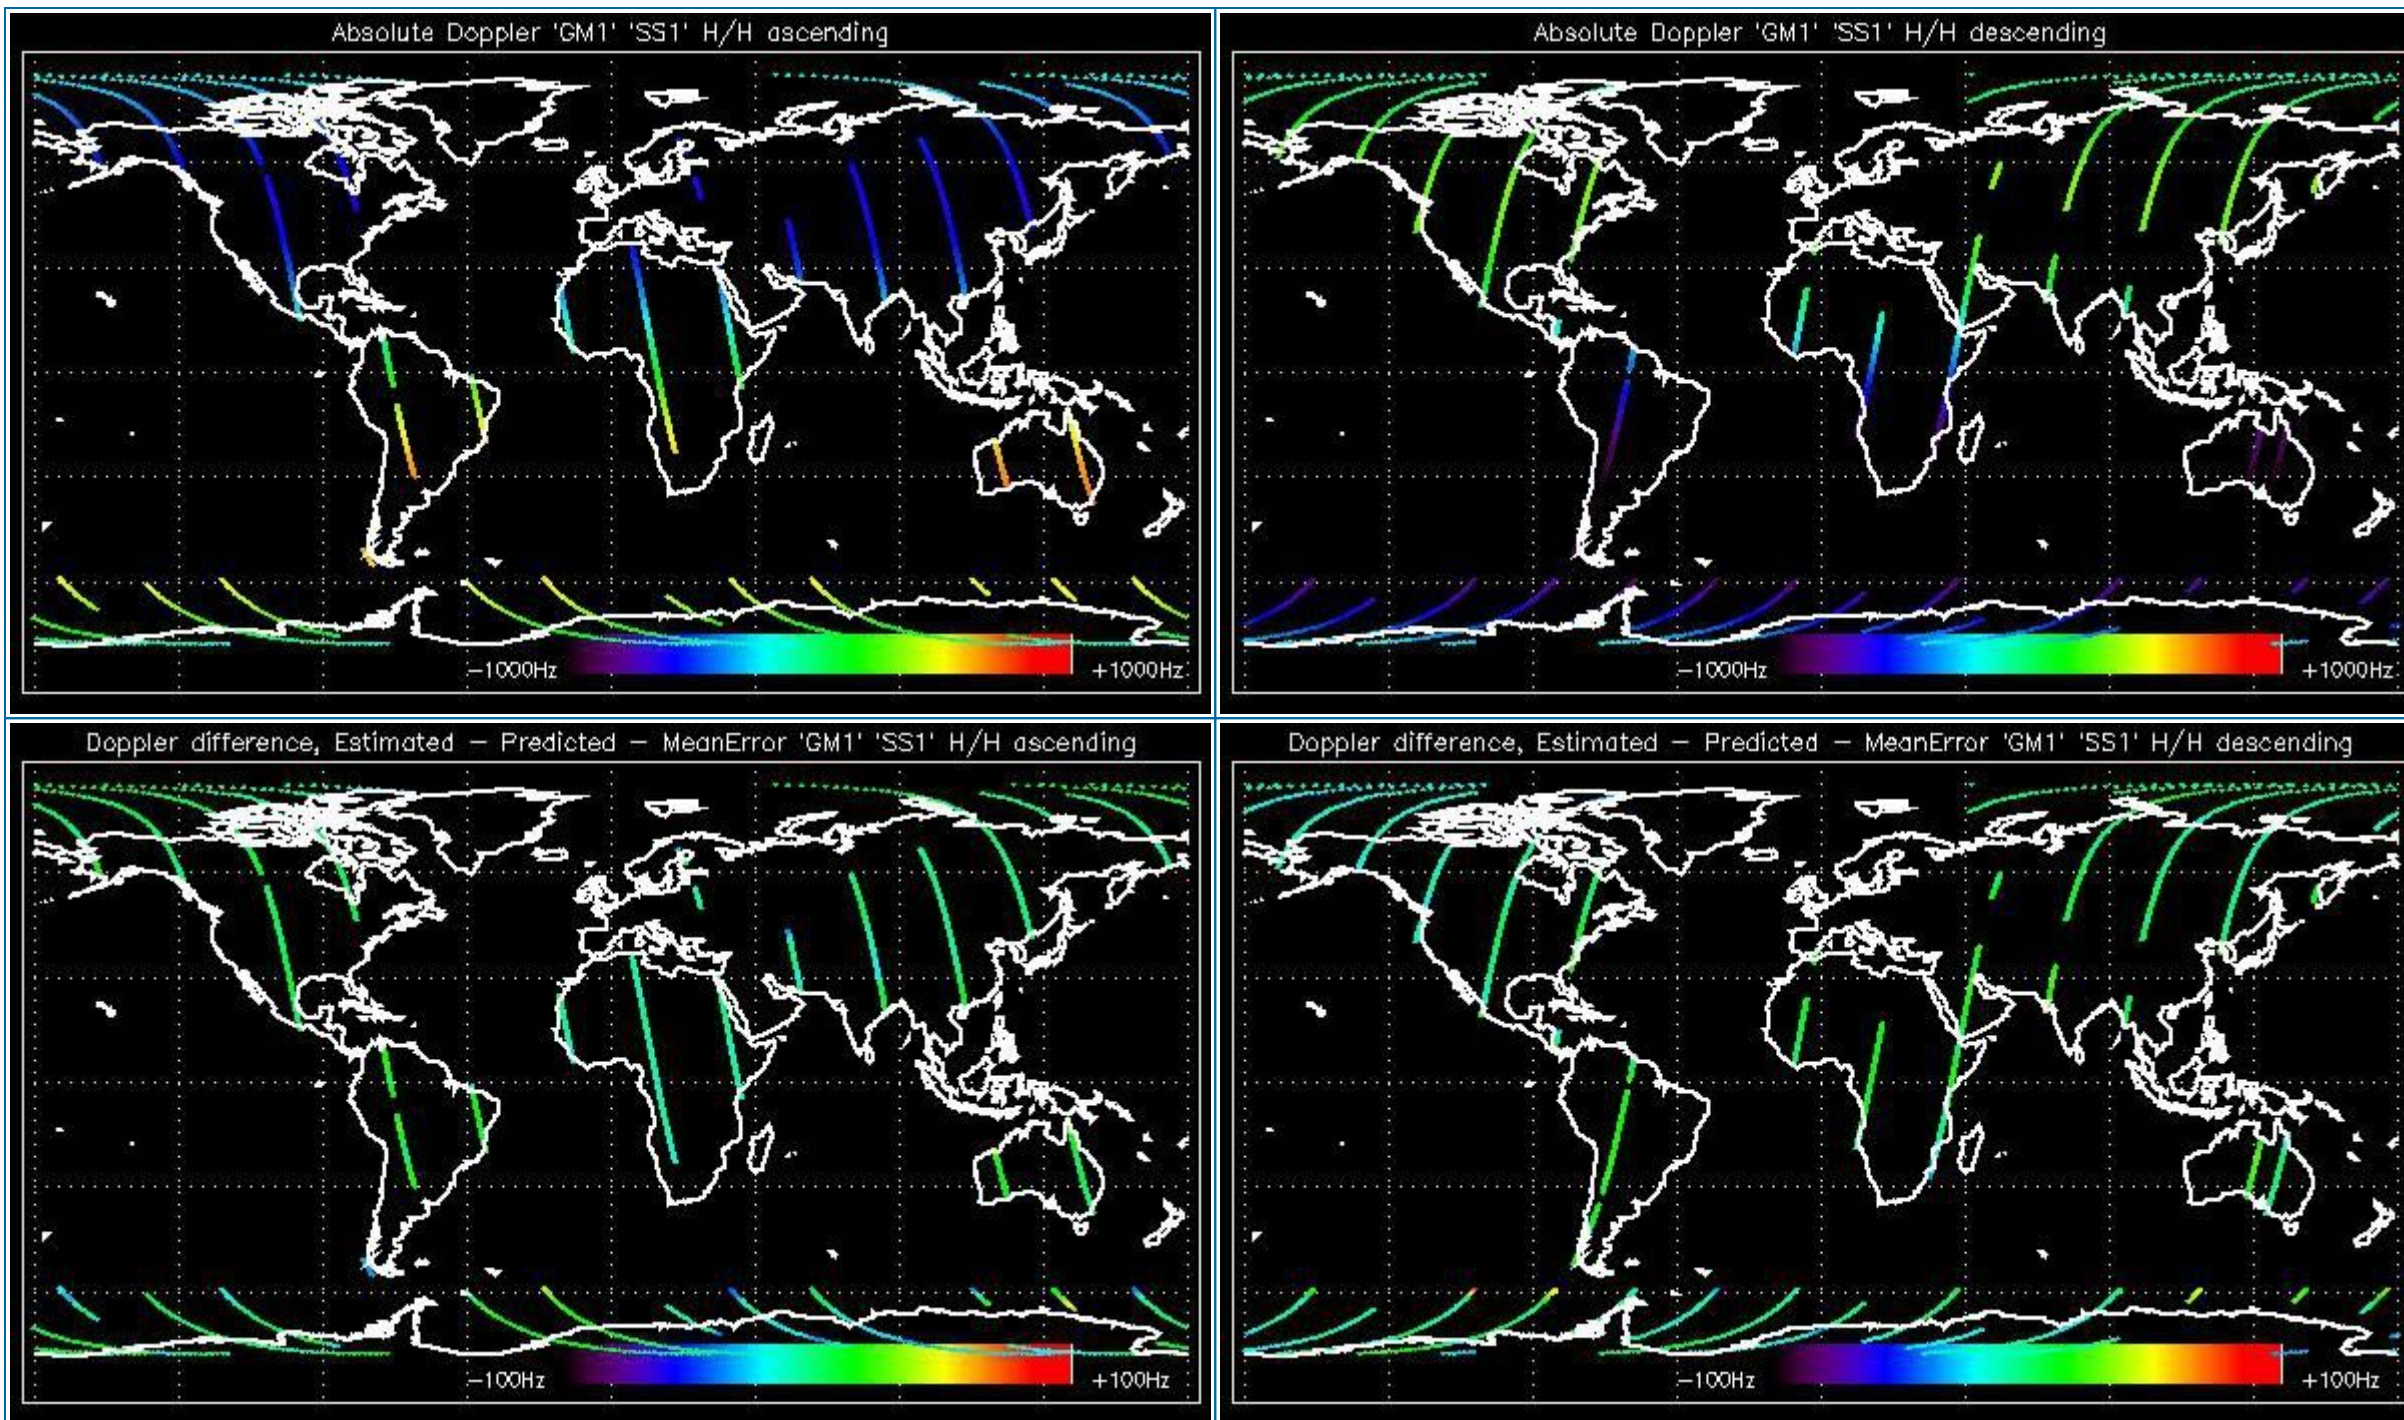 Absolute Doppler 'GM1' 'SS1' H/H ascending
-1000Hz
+1000Hz
Absolute Doppler 'GM1' 'SS1' H/H descending
-1000Hz
+1000Hz
Doppler difference, Estimated - Predicted - MeanError 'GM1' 'SS1' H/H ascending
-100Hz
+100Hz
Doppler difference, Estimated - Predicted - MeanError 'GM1' 'SS1' H/H descending
-100Hz
+100Hz